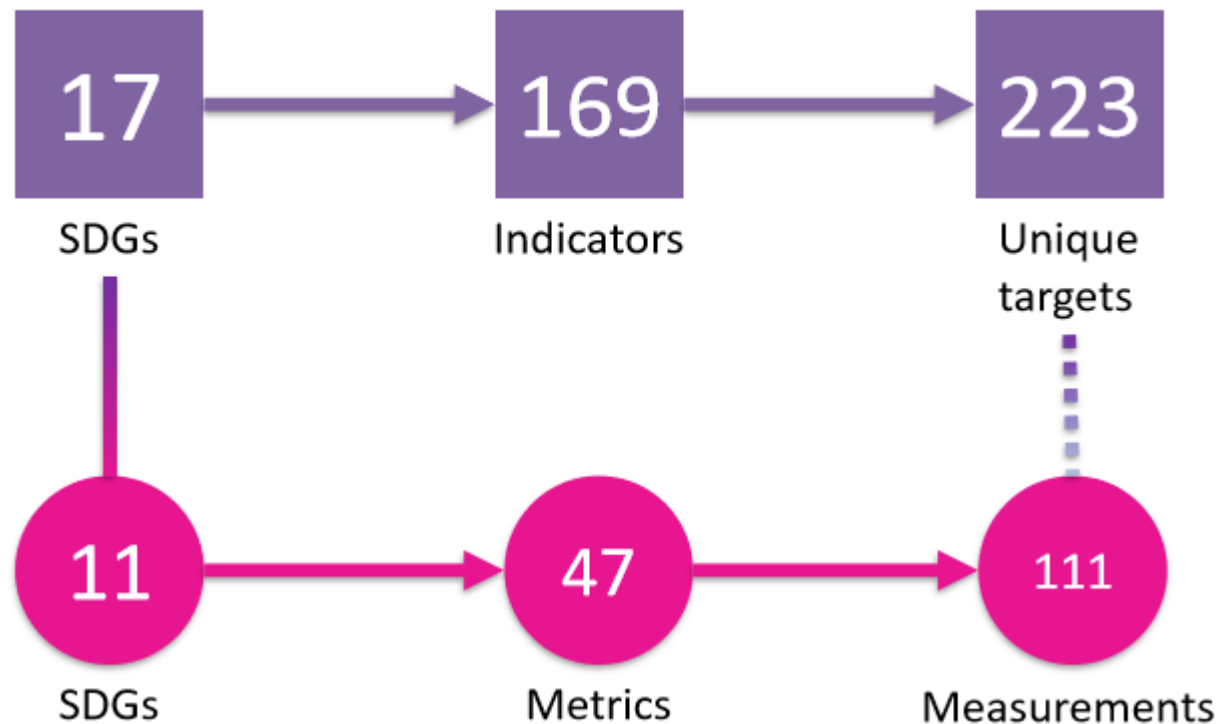 17
169
223
SDGs
Indicators
Unique
targets
11
47
111
SDGs
Metrics
Measurements